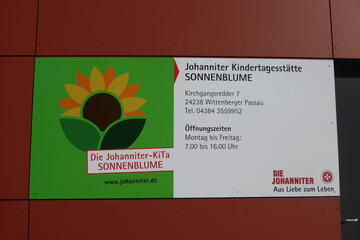 Johanniter Kindertagesstätte
SONNENBLUME
Kirchgangsredder 7
24238 Wittenberger Passau
Tel. 04384 3559952
Öffnungszeiten
Montag bis Freitag:
7.00 bis 16.00 Uhr
Die Johanniter-KiTa
SONNENBLUME
www.johanniter.de
DIE
JOHANNITER
Aus Liebe zum Leben